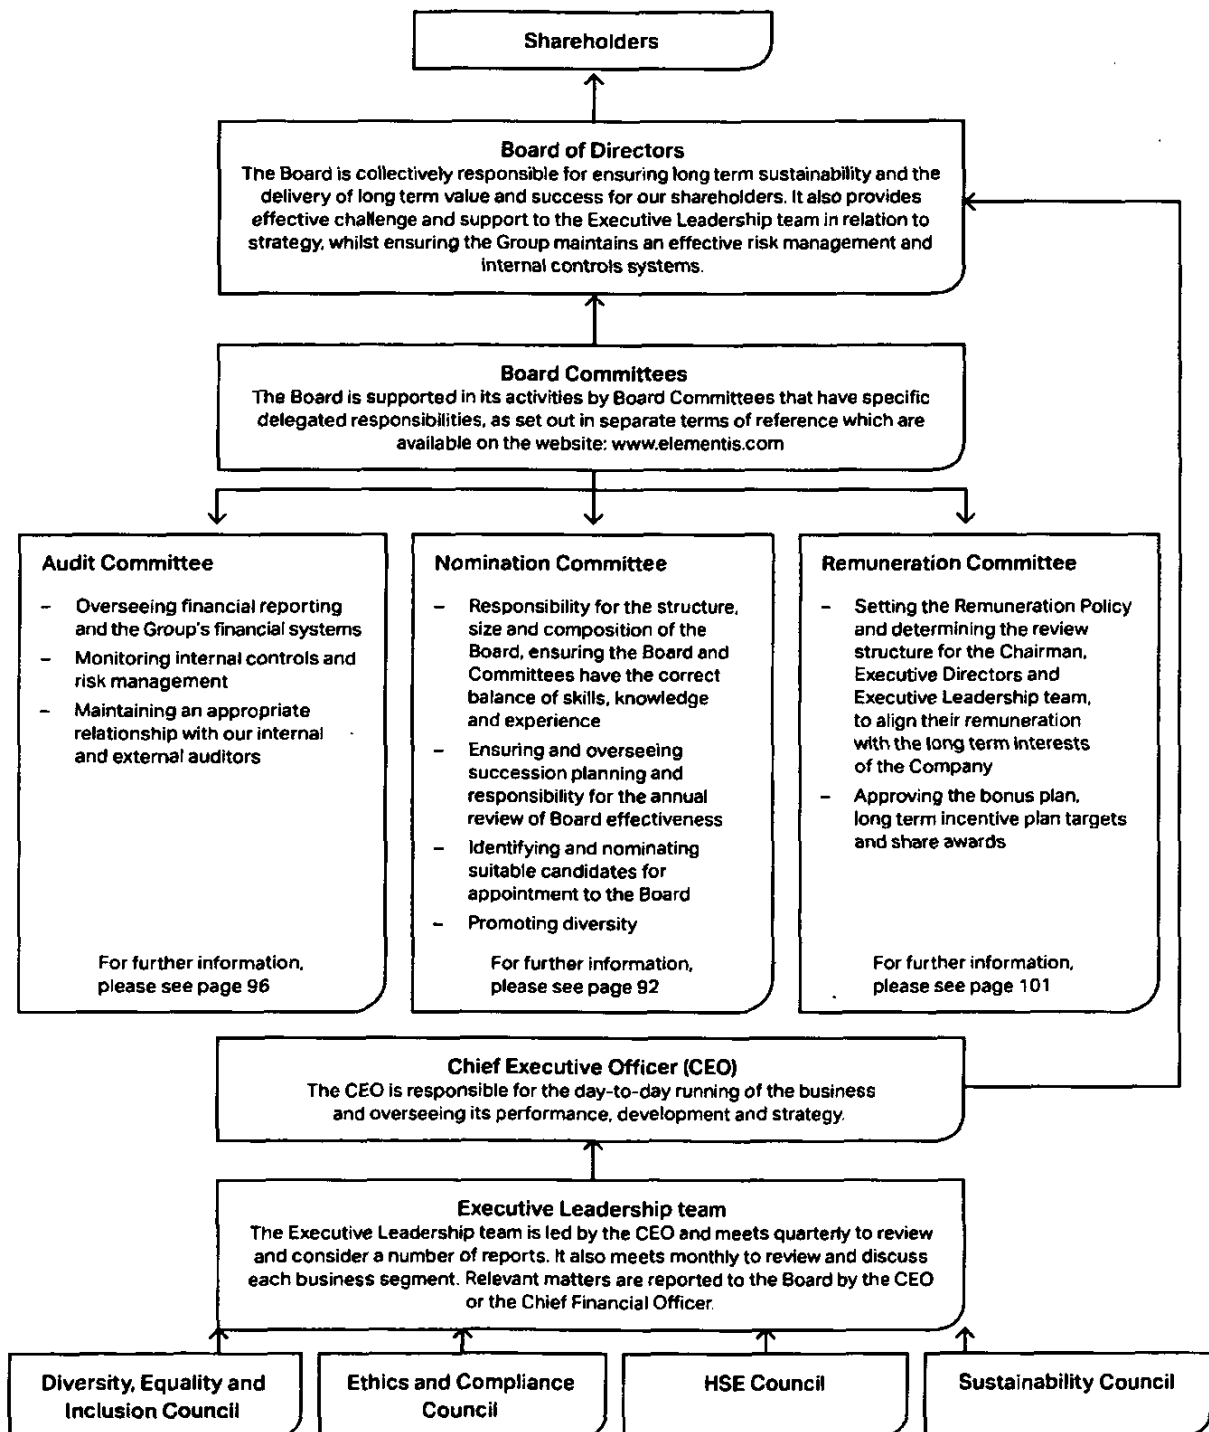 Shareholders
Board of Directors
The Board is collectively responsible for ensuring long term sustainability and the
delivery of long term value and success for our shareholders. It also provides
effective challenge and support to the Executive Leadership team in relation to
strategy, whilst ensuring the Group maintains an effective risk management and
internal controls systems.
Board Committees
The Board is supported in its activities by Board Committees that have specific
delegated responsibilities, as set out in separate terms of reference which are
available on the website: www.elementis.com
Audit Committee
– Overseeing financial reporting
and the Group's financial systems
– Monitoring internal controls and
risk management
– Maintaining an appropriate
relationship with our internal
and external auditors
For further information,
please see page 96
Nomination Committee
– Responsibility for the structure,
size and composition of the
Board, ensuring the Board and
Committees have the correct
balance of skills, knowledge
and experience
– Ensuring and overseeing
succession planning and
responsibility for the annual
review of Board effectiveness
– Identifying and nominating
suitable candidates for
appointment to the Board
– Promoting diversity
For further information,
please see page 92
Remuneration Committee
– Setting the Remuneration Policy
and determining the review
structure for the Chairman,
Executive Directors and
Executive Leadership team,
to align their remuneration
with the long term interests
of the Company
– Approving the bonus plan,
long term incentive plan targets
and share awards
For further information,
please see page 101
Chief Executive Officer (CEO)
The CEO is responsible for the day-to-day running of the business
and overseeing its performance, development and strategy.
Executive Leadership team
The Executive Leadership team is led by the CEO and meets quarterly to review
and consider a number of reports. It also meets monthly to review and discuss
each business segment. Relevant matters are reported to the Board by the CEO
or the Chief Financial Officer.
Diversity, Equality and
Inclusion Council
Ethics and Compliance
Council
HSE Council
Sustainability Council